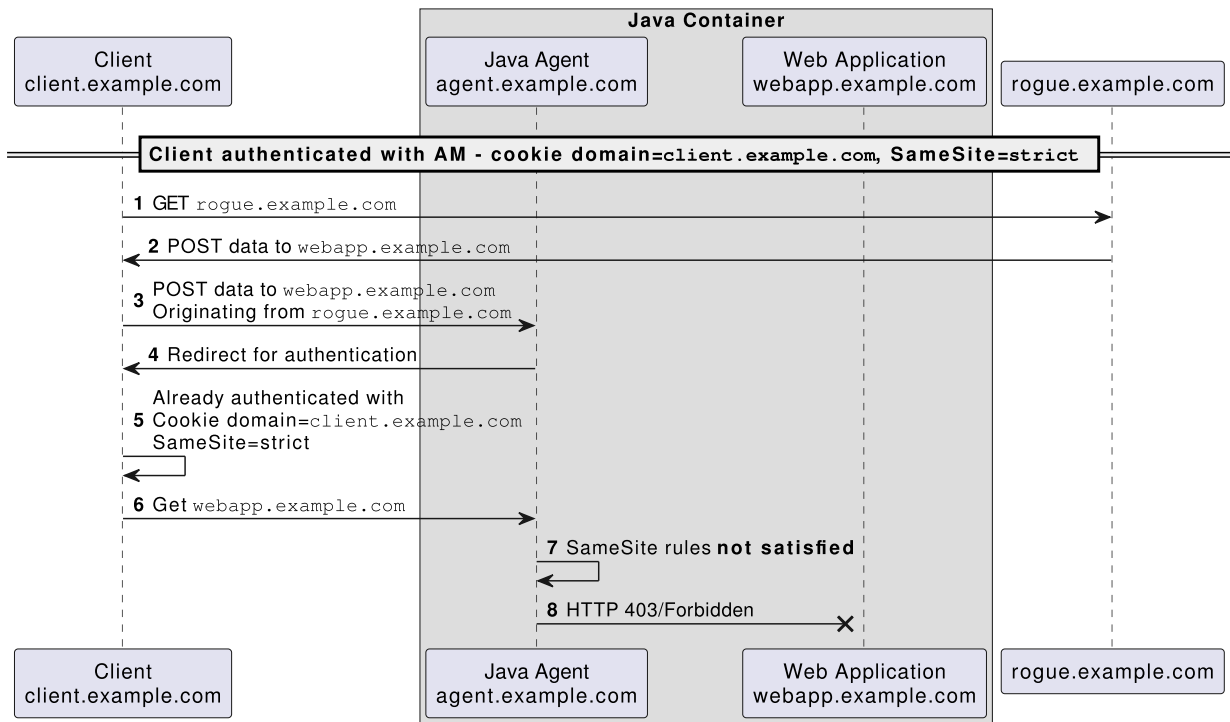 Java Container
Client
client.example.com
Java Agent
agent.example.com
Web Application
webapp.example.com
rogue.example.com
Client authenticated with AM - cookie domain=client.example.com, SameSite=strict
1 GET rogue.example.com
2 POST data to webapp.example.com
3 POST data to webapp.example.com
Originating from rogue.example.com
4 Redirect for authentication
Already authenticated with
5 Cookie domain=client.example.com
SameSite=strict
6 Get webapp.example.com
7 SameSite rules not satisfied
8 HTTP 403/Forbidden
Client
client.example.com
Java Agent
agent.example.com
Web Application
webapp.example.com
rogue.example.com